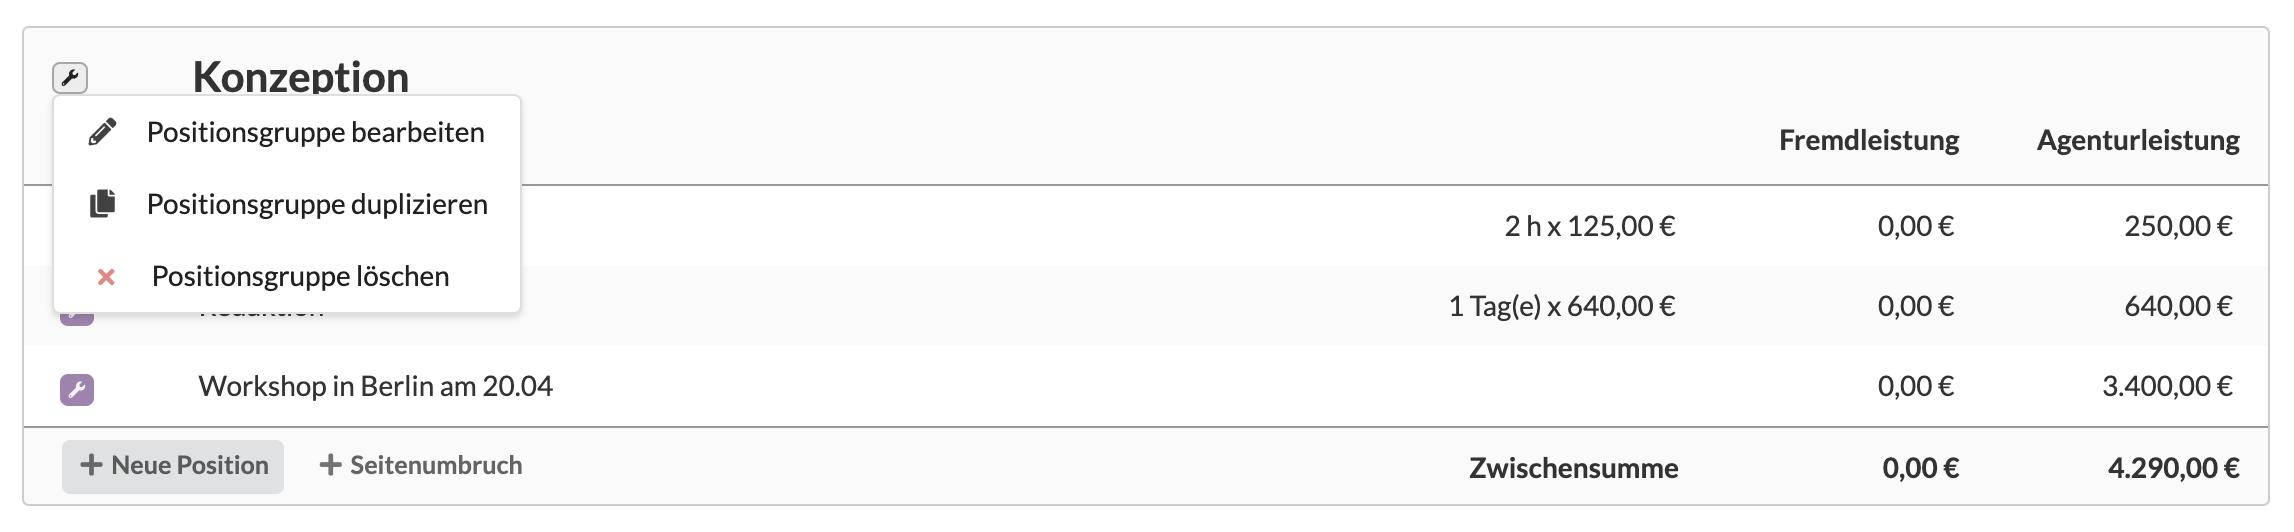 Konzeption
Positionsgruppe bearbeiten
Fremdleistung Agenturleistung
Positionsgruppe duplizieren
2 h x 125,00 € 0,00 € 250,00 €
Positionsgruppe löschen
Redaktion 1 Tag(e) x 640,00 € 0,00 € 640,00 €
Workshop in Berlin am 20.04 0,00 € 3.400,00 €
Neue Position Seitenumbruch Zwischensumme 0,00 € 4.290,00 €